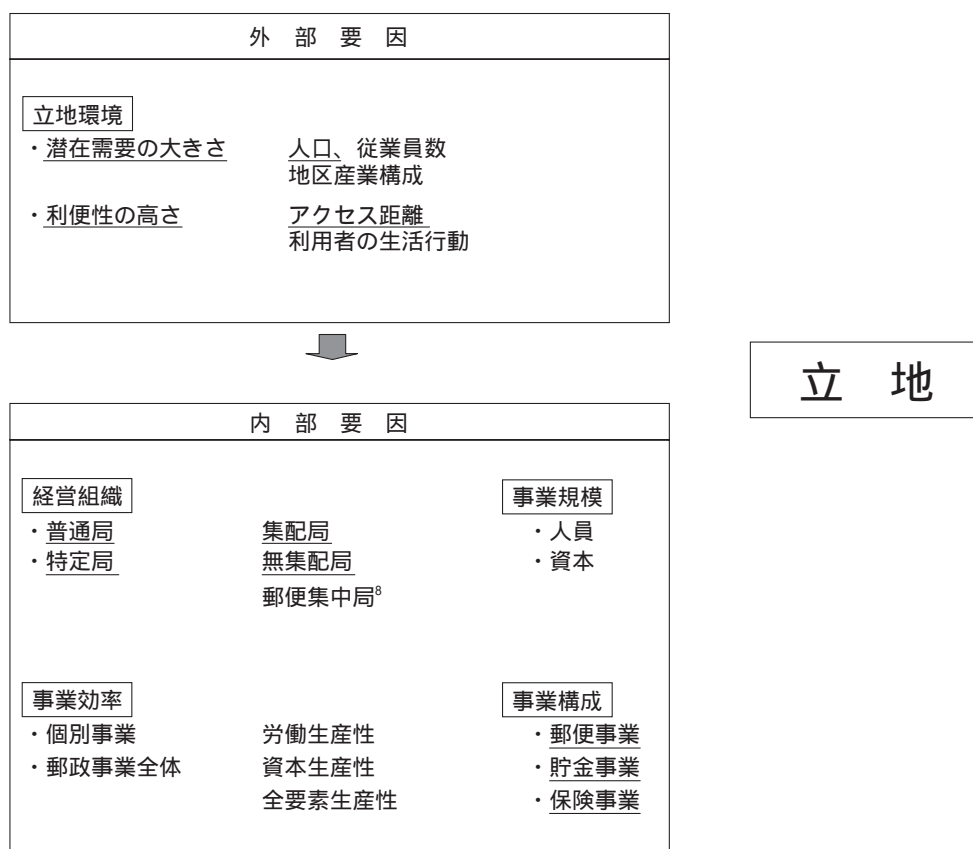 外 部 要 因
立地環境
・潜在需要の大きさ 人口、従業員数
地区産業構成
・利便性の高さ アクセス距離
利用者の生活行動
立 地
内 部 要 因
経営組織 事業規模
・普通局 集配局 ・人員
・特定局 無集配局 ・資本
郵便集中局8
事業効率 事業構成
・個別事業 労働生産性 ・郵便事業
・郵政事業全体 資本生産性 ・貯金事業
全要素生産性 ・保険事業